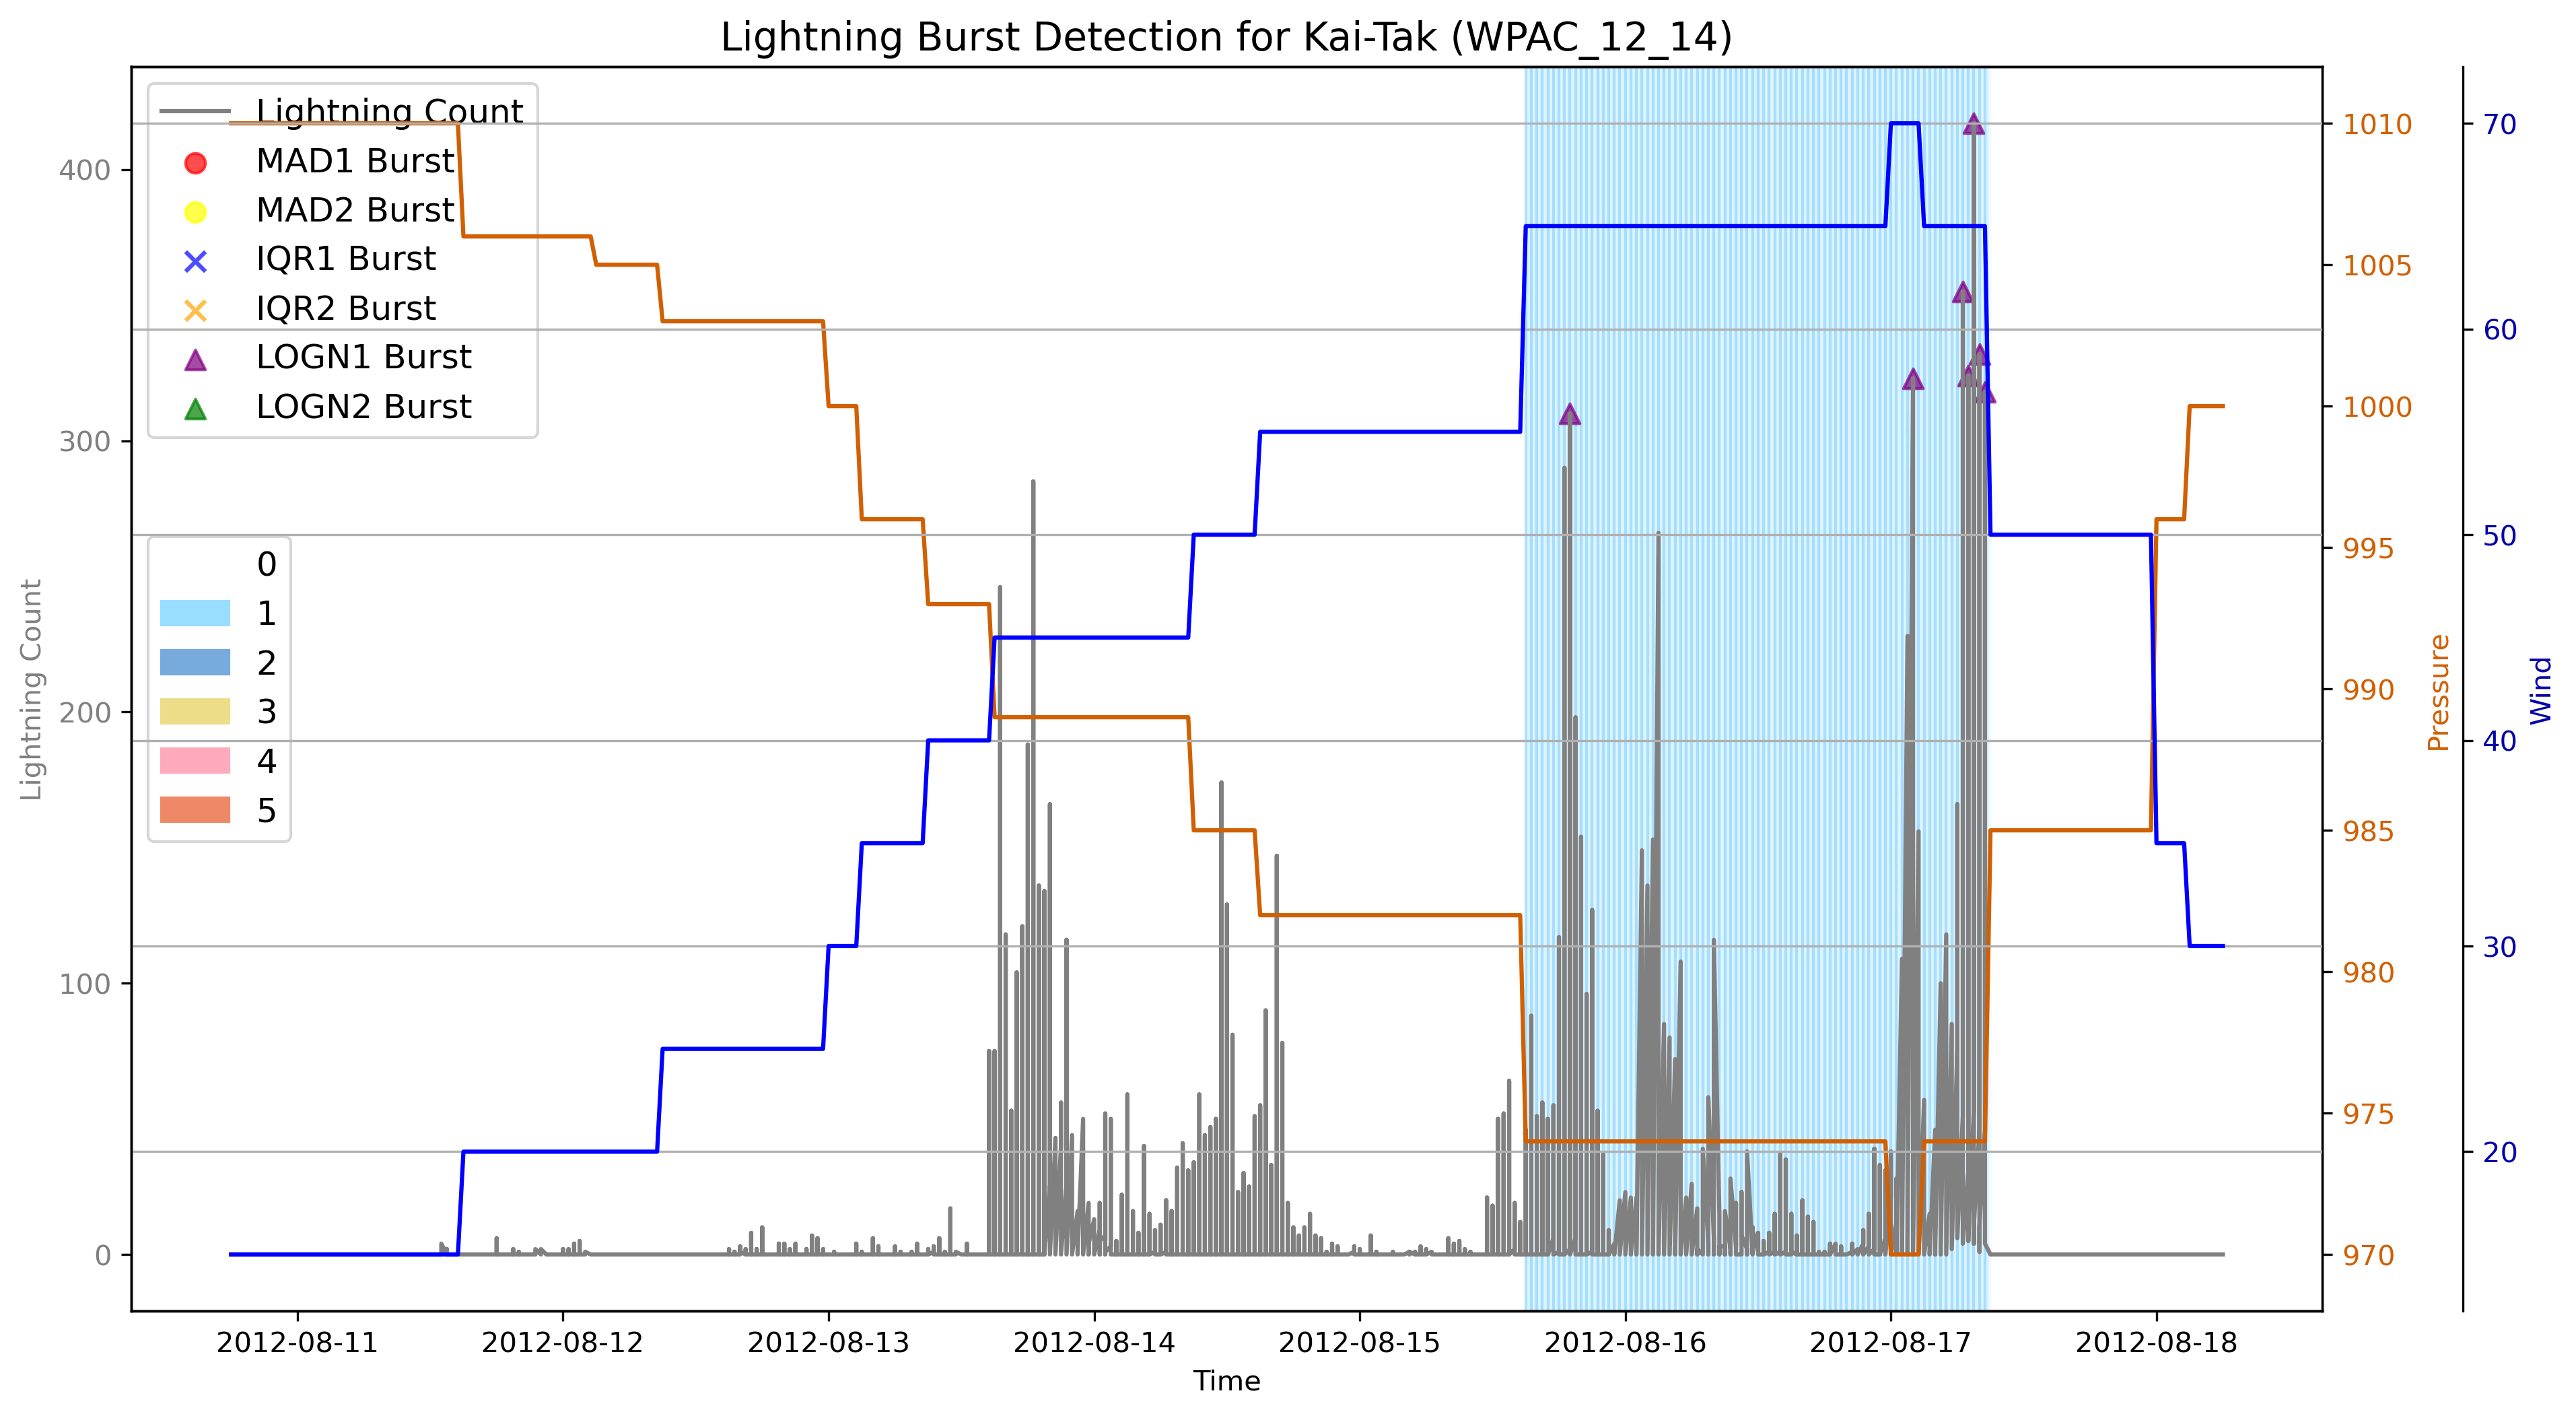 Lightning Burst Detection for Kai-Tak (WPAC_12_14)
Lightning Count
MAD1 Burst
MAD2 Burst
IQR1 Burst
IQR2 Burst
LOGN1 Burst
LOGN2 Burst
0
1
2
3
4
5
Lightning Count
400
300
200
100
0
1010
1005
1000
995
990
985
980
975
970
Pressure
70
60
50
40
30
20
Wind
2012-08-11 2012-08-12 2012-08-13 2012-08-14 2012-08-15 2012-08-16 2012-08-17 2012-08-18
Time